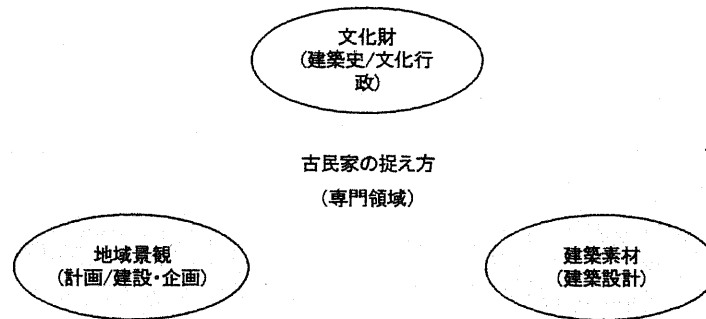 文化財
(建築史/文化行
政)
古民家の捉え方
(専門領域)
地域景観
(計画/建設・企画)
建築素材
(建築設計)